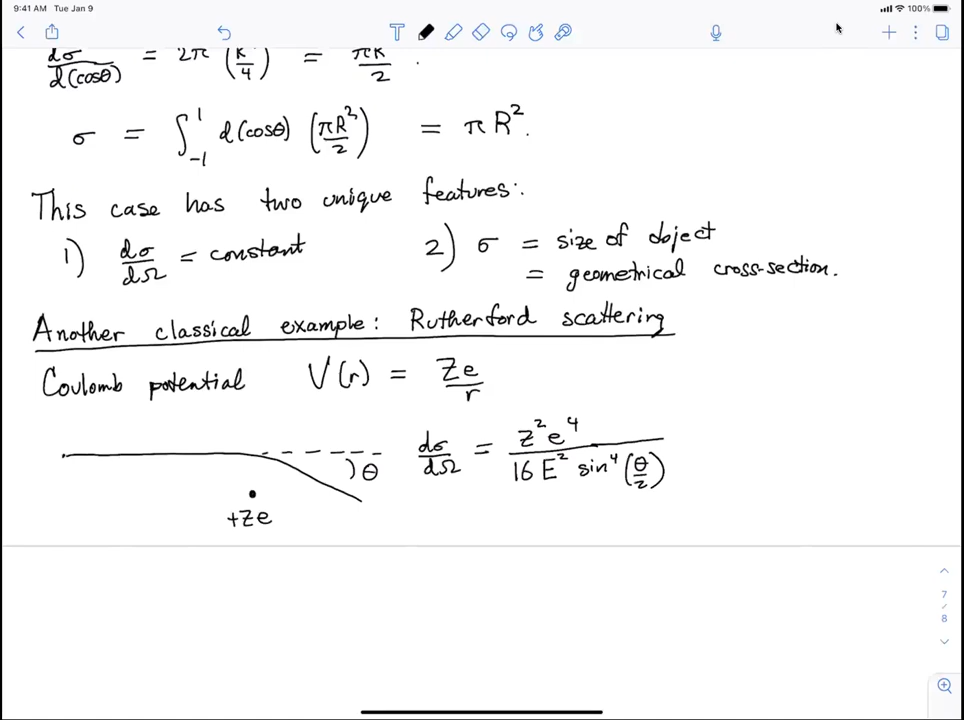 9:41 AM Tue Jan 9
100%
dσ/d(cosθ) = 2π (R²/4) = πR²/2 .
σ = ∫₋₁¹ d(cosθ) (πR²/2) = πR².
This case has two unique features:
1) dσ/dΩ = constant
2) σ = size of object
= geometrical cross-section.
Another classical example: Rutherford scattering
Coulomb potential V(r) = Ze/r
dσ/dΩ = Z²e⁴/(16E² sin⁴(θ/2))
θ
+Ze
7
8